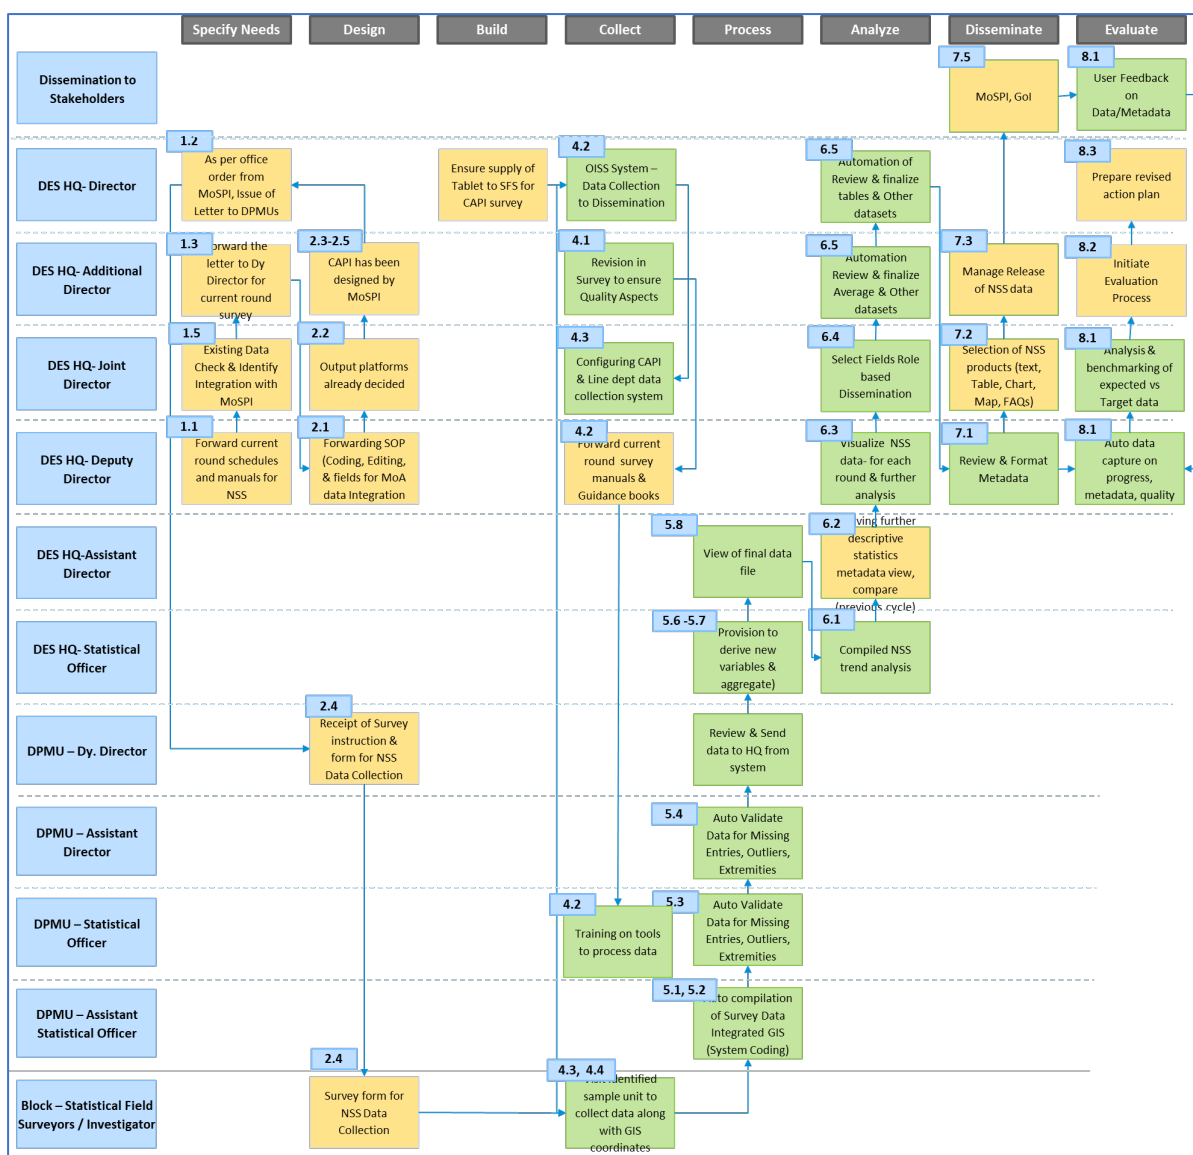 Specify Needs
Design
Build
Collect
Process
Analyze
Disseminate
Evaluate
Dissemination to
Stakeholders
7.5
MoSPI, GoI
8.1
User Feedback
on
Data/Metadata
DES HQ- Director
1.2
As per office
order from
MoSPI, Issue of
Letter to DPMUs
Ensure supply of
Tablet to SFS for
CAPI survey
4.2
OISS System –
Data Collection
to Dissemination
6.5
Automation of
Review & finalize
tables & Other
datasets
8.3
Prepare revised
action plan
DES HQ- Additional
Director
1.3
Forward the
letter to Dy
Director for
current round
survey
2.3-2.5
CAPI has been
designed by
MoSPI
4.1
Revision in
Survey to ensure
Quality Aspects
6.5
Automation
Review & finalize
Average & Other
datasets
7.3
Manage Release
of NSS data
8.2
Initiate
Evaluation
Process
DES HQ- Joint
Director
1.5
Existing Data
Check & Identify
Integration with
MoSPI
2.2
Output platforms
already decided
4.3
Configuring CAPI
& Line dept data
collection system
6.4
Select Fields Role
based
Dissemination
7.2
Selection of NSS
products (text,
Table, Chart,
Map, FAQs)
8.1
Analysis &
benchmarking of
expected vs
Target data
DES HQ- Deputy
Director
1.1
Forward current
round schedules
and manuals for
NSS
2.1
Forwarding SOP
(Coding, Editing,
& fields for MoA
data Integration
4.2
Forward current
round survey
manuals &
Guidance books
6.3
Visualize NSS
data- for each
round & further
analysis
7.1
Review & Format
Metadata
8.1
Auto data
capture on
progress,
metadata, quality
DES HQ-Assistant
Director
5.8
View of final data
file
6.2
further
descriptive
statistics
metadata view,
compare
(previous cycle)
DES HQ- Statistical
Officer
5.6 -5.7
Provision to
derive new
variables &
aggregate)
6.1
Compiled NSS
trend analysis
DPMU – Dy. Director
2.4
Receipt of Survey
instruction &
form for NSS
Data Collection
Review & Send
data to HQ from
system
DPMU – Assistant
Director
5.4
Auto Validate
Data for Missing
Entries, Outliers,
Extremities
DPMU – Statistical
Officer
4.2
Training on tools
to process data
5.3
Auto Validate
Data for Missing
Entries, Outliers,
Extremities
DPMU – Assistant
Statistical Officer
5.1, 5.2
Auto compilation
of Survey Data
Integrated GIS
(System Coding)
Block – Statistical Field
Surveyors / Investigator
2.4
Survey form for
NSS Data
Collection
4.3, 4.4
Visit identified
sample unit to
collect data along
with GIS
coordinates